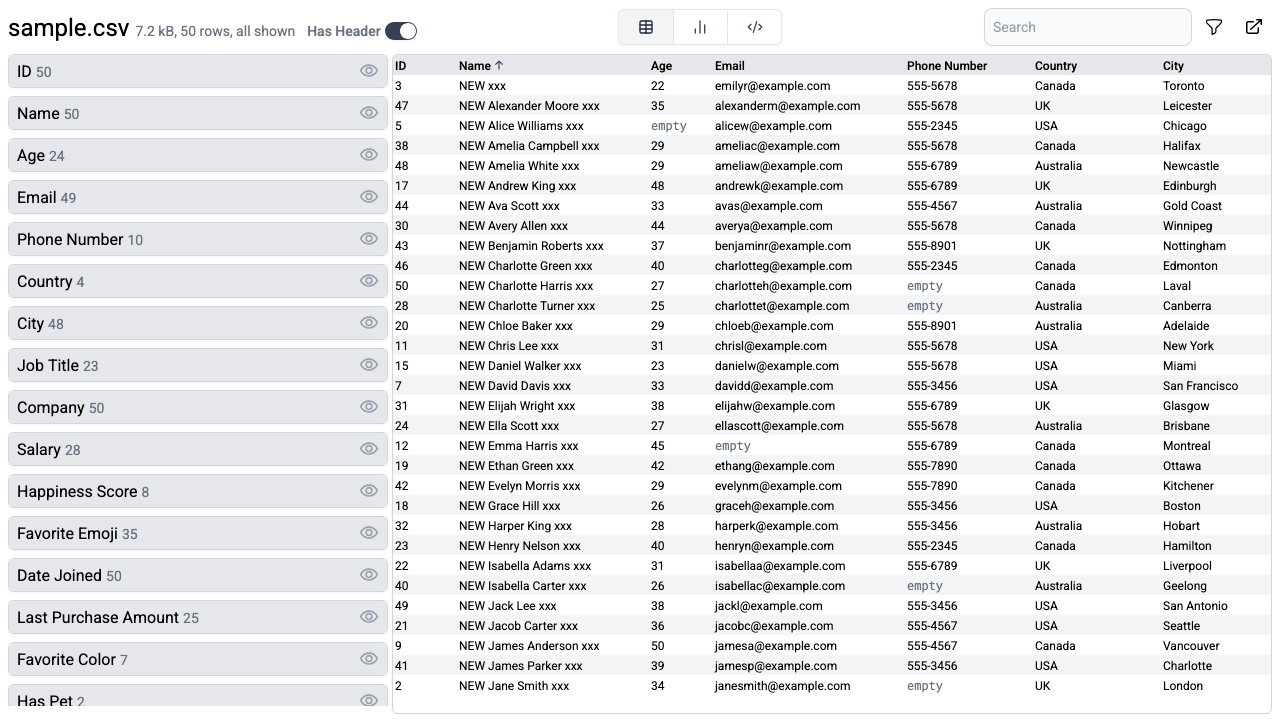 sample.csv 7.2 kB, 50 rows, all shown Has Header
Search
ID 50
Name 50
Age 24
Email 49
Phone Number 10
Country 4
City 48
Job Title 23
Company 50
Salary 28
Happiness Score 8
Favorite Emoji 35
Date Joined 50
Last Purchase Amount 25
Favorite Color 7
Has Pet 2
ID Name ↑ Age Email Phone Number Country City
3 NEW xxx 22 emilyr@example.com 555-5678 Canada Toronto
47 NEW Alexander Moore xxx 35 alexanderm@example.com 555-5678 UK Leicester
5 NEW Alice Williams xxx empty alicew@example.com 555-2345 USA Chicago
38 NEW Amelia Campbell xxx 29 ameliac@example.com 555-5678 Canada Halifax
48 NEW Amelia White xxx 29 ameliaw@example.com 555-6789 Australia Newcastle
17 NEW Andrew King xxx 48 andrewk@example.com 555-6789 UK Edinburgh
44 NEW Ava Scott xxx 33 avas@example.com 555-4567 Australia Gold Coast
30 NEW Avery Allen xxx 44 averya@example.com 555-5678 Canada Winnipeg
43 NEW Benjamin Roberts xxx 37 benjaminr@example.com 555-8901 UK Nottingham
46 NEW Charlotte Green xxx 40 charlotteg@example.com 555-2345 Canada Edmonton
50 NEW Charlotte Harris xxx 27 charlotteh@example.com empty Canada Laval
28 NEW Charlotte Turner xxx 25 charlottet@example.com empty Australia Canberra
20 NEW Chloe Baker xxx 29 chloeb@example.com 555-8901 Australia Adelaide
11 NEW Chris Lee xxx 31 chrisl@example.com 555-5678 USA New York
15 NEW Daniel Walker xxx 23 danielw@example.com 555-5678 USA Miami
7 NEW David Davis xxx 33 davidd@example.com 555-3456 USA San Francisco
31 NEW Elijah Wright xxx 38 elijahw@example.com 555-6789 UK Glasgow
24 NEW Ella Scott xxx 27 ellascott@example.com 555-5678 Australia Brisbane
12 NEW Emma Harris xxx 45 empty 555-6789 Canada Montreal
19 NEW Ethan Green xxx 42 ethang@example.com 555-7890 Canada Ottawa
42 NEW Evelyn Morris xxx 29 evelynm@example.com 555-7890 Canada Kitchener
18 NEW Grace Hill xxx 26 graceh@example.com 555-3456 USA Boston
32 NEW Harper King xxx 28 harperk@example.com 555-3456 Australia Hobart
23 NEW Henry Nelson xxx 40 henryn@example.com 555-2345 Canada Hamilton
22 NEW Isabella Adams xxx 31 isabellaa@example.com 555-6789 UK Liverpool
40 NEW Isabella Carter xxx 26 isabellac@example.com empty Australia Geelong
49 NEW Jack Lee xxx 38 jackl@example.com 555-3456 USA San Antonio
21 NEW Jacob Carter xxx 36 jacobc@example.com 555-4567 USA Seattle
9 NEW James Anderson xxx 50 jamesa@example.com 555-4567 Canada Vancouver
41 NEW James Parker xxx 39 jamesp@example.com 555-3456 USA Charlotte
2 NEW Jane Smith xxx 34 janesmith@example.com empty UK London